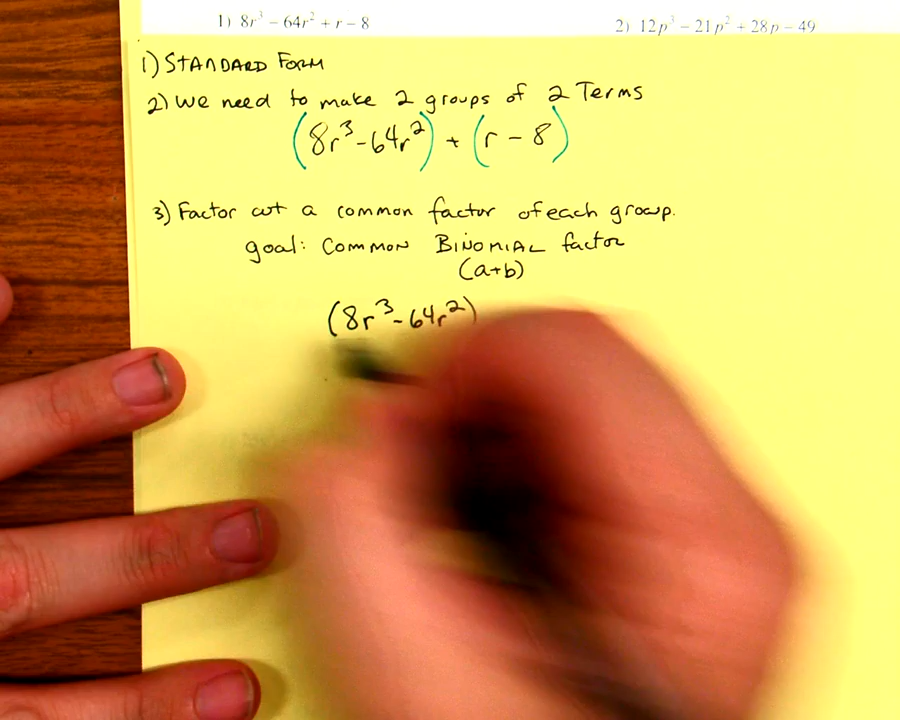 1) 8r³ − 64r² + r − 8
2) 12p³ − 21p² + 28p − 49
1) STANDARD FORM
2) We need to make 2 groups of 2 Terms
(8r³-64r²) + (r - 8)
3) Factor out a common factor of each group.
goal: COMMON BINOMIAL factor
(a+b)
(8r³-64r²)